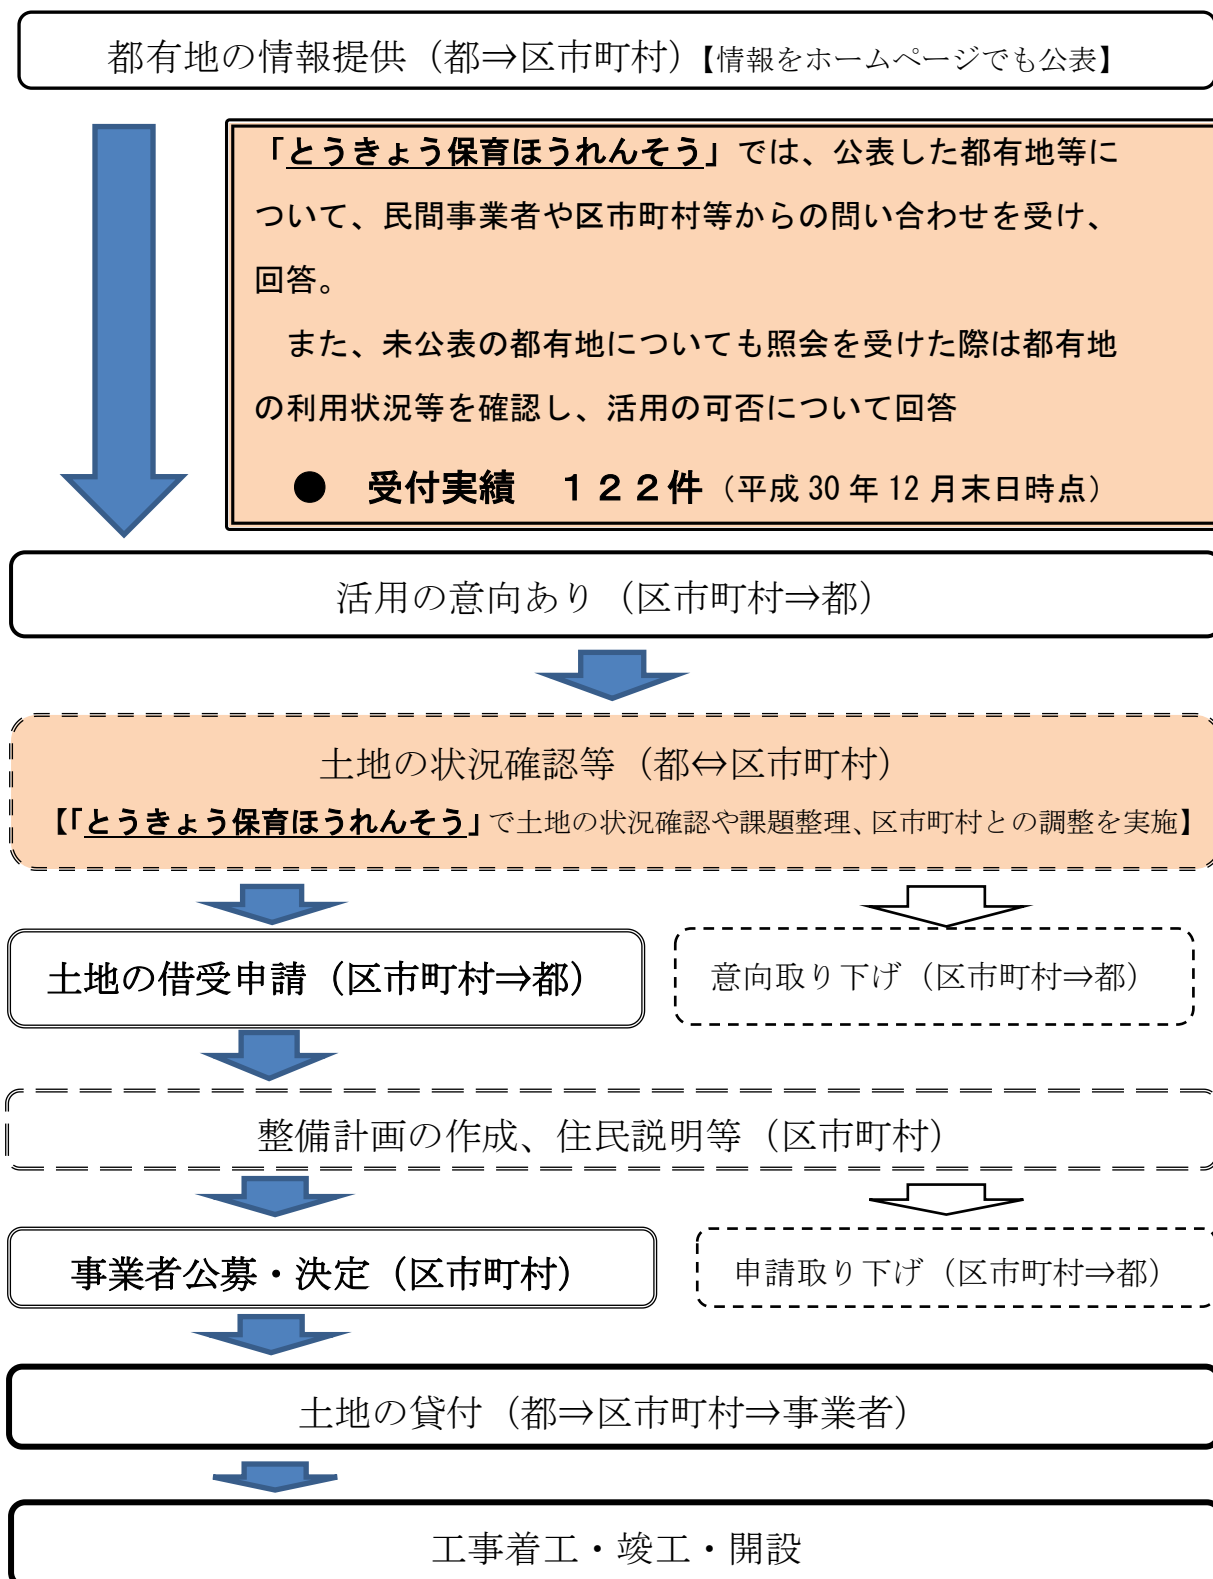 都有地の情報提供（都⇒区市町村）【情報をホームページでも公表】
「とうきょう保育ほうれんそう」では、公表した都有地等に
ついて、民間事業者や区市町村等からの問い合わせを受け、
回答。
また、未公表の都有地についても照会を受けた際は都有地
の利用状況等を確認し、活用の可否について回答
● 受付実績 １２２件（平成 30 年 12 月末日時点）
活用の意向あり（区市町村⇒都）
土地の状況確認等（都⇔区市町村）
【「とうきょう保育ほうれんそう」で土地の状況確認や課題整理、区市町村との調整を実施】
土地の借受申請（区市町村⇒都）
意向取り下げ（区市町村⇒都）
整備計画の作成、住民説明等（区市町村）
事業者公募・決定（区市町村）
申請取り下げ（区市町村⇒都）
土地の貸付（都⇒区市町村⇒事業者）
工事着工・竣工・開設